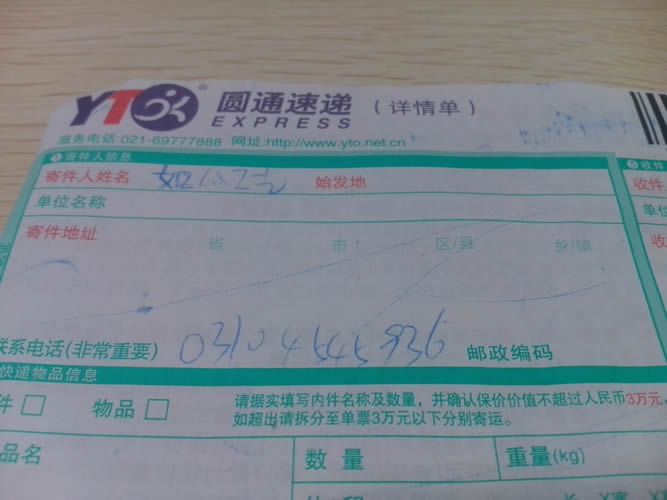 YTO® 圆通速递 (详情单)
EXPRESS
服务电话:021-69777888 网址:http://www.yto.net.cn
① 寄件人信息 ⑤ 收件
寄件人姓名 始发地 收件
单位名称 单位
寄件地址 省 市 区/县 乡/镇 收
联系电话(非常重要) 03104545936 邮政编码
快递物品信息
件 □ 物品 □ 请据实填写内件名称及数量，并确认保价价值不超过人民币3万元，
如超出请拆分至单票3万元以下分别寄运。
品名 数 量 重量(kg)